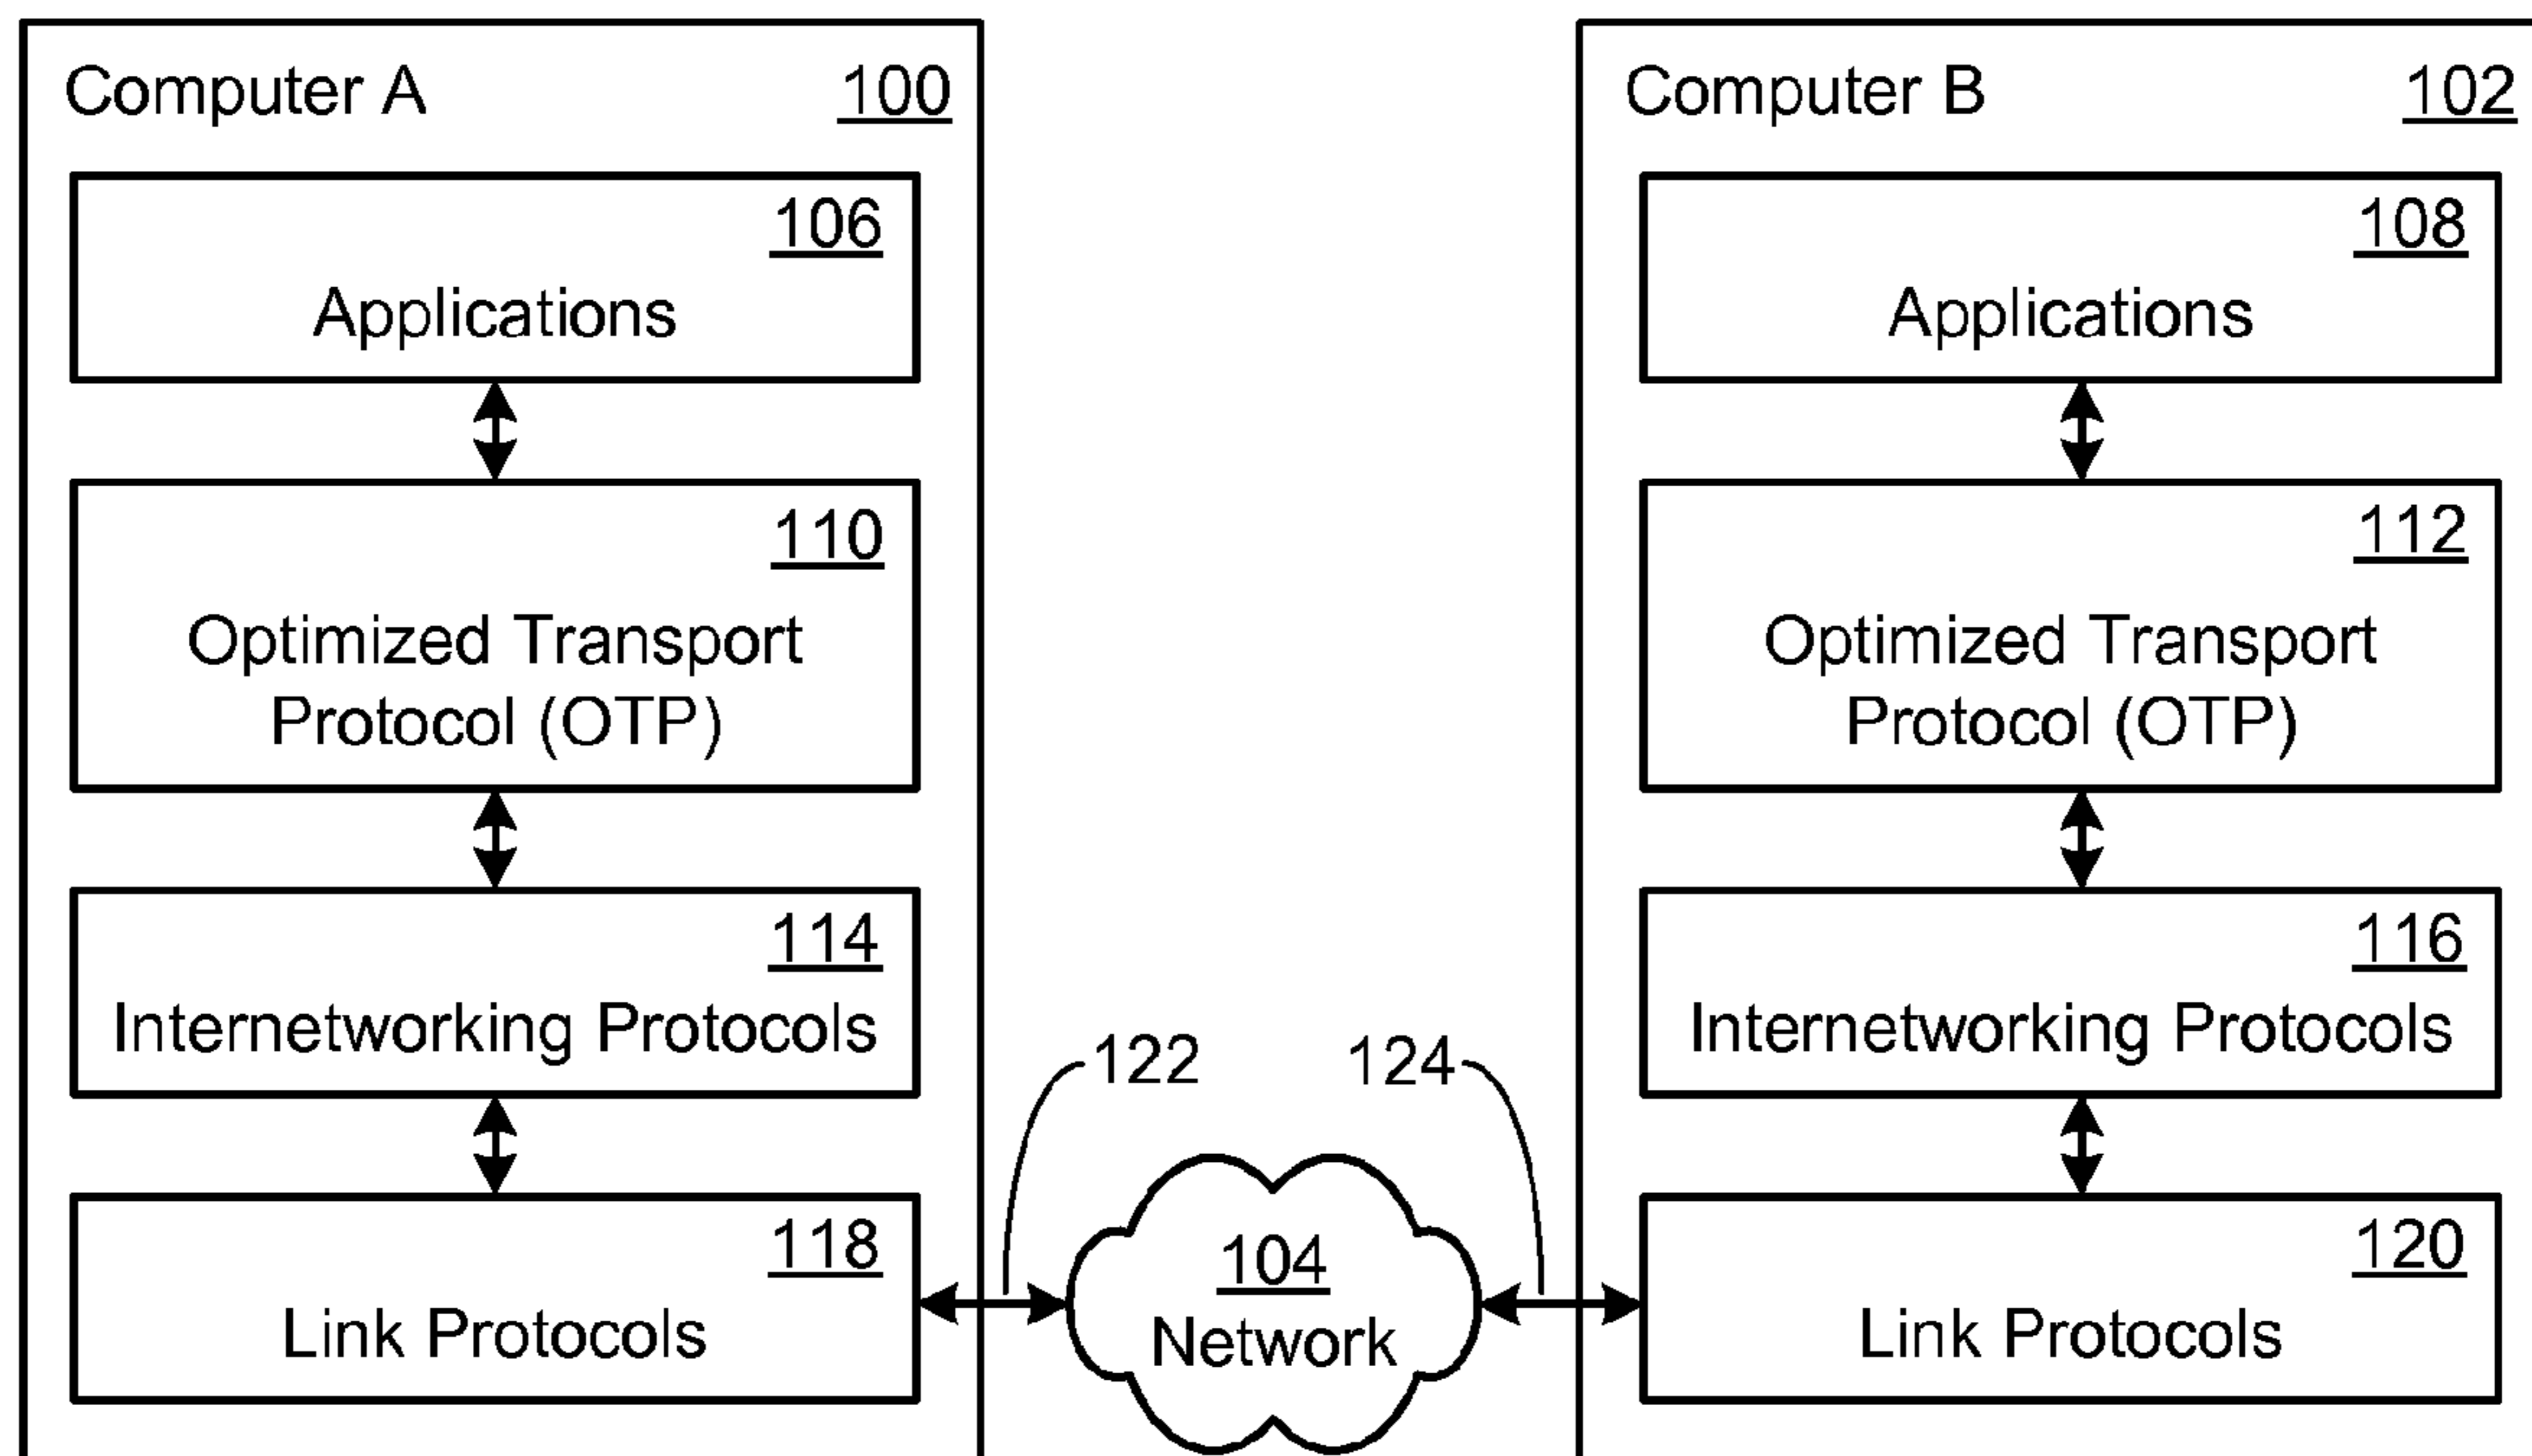 Computer A 100
106
Applications
110
Optimized Transport
Protocol (OTP)
114
Internetworking Protocols
118
Link Protocols
122
124
104
Network
Computer B 102
108
Applications
112
Optimized Transport
Protocol (OTP)
116
Internetworking Protocols
120
Link Protocols